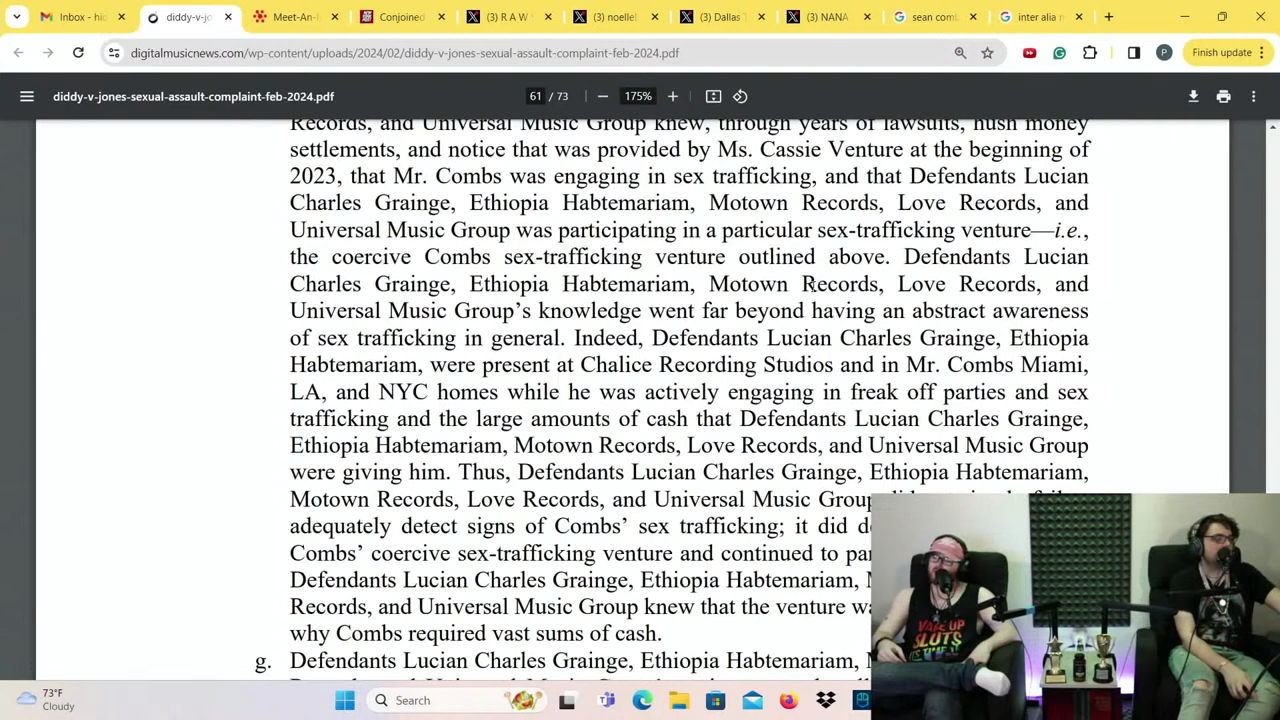 Inbox - hi
diddy-v-jo
Meet-An-I
Conjoined
(3) R A W
(3) noellel
(3) Dallas T
(3) NANA
sean comb
inter alia m
digitalmusicnews.com/wp-content/uploads/2024/02/diddy-v-jones-sexual-assault-complaint-feb-2024.pdf
P
Finish update
diddy-v-jones-sexual-assault-complaint-feb-2024.pdf
61 / 73
175%
Records, and Universal Music Group knew, through years of lawsuits, hush money
settlements, and notice that was provided by Ms. Cassie Venture at the beginning of
2023, that Mr. Combs was engaging in sex trafficking, and that Defendants Lucian
Charles Grainge, Ethiopia Habtemariam, Motown Records, Love Records, and
Universal Music Group was participating in a particular sex-trafficking venture—i.e.,
the coercive Combs sex-trafficking venture outlined above. Defendants Lucian
Charles Grainge, Ethiopia Habtemariam, Motown Records, Love Records, and
Universal Music Group's knowledge went far beyond having an abstract awareness
of sex trafficking in general. Indeed, Defendants Lucian Charles Grainge, Ethiopia
Habtemariam, were present at Chalice Recording Studios and in Mr. Combs Miami,
LA, and NYC homes while he was actively engaging in freak off parties and sex
trafficking and the large amounts of cash that Defendants Lucian Charles Grainge,
Ethiopia Habtemariam, Motown Records, Love Records, and Universal Music Group
were giving him. Thus, Defendants Lucian Charles Grainge, Ethiopia Habtemariam,
Motown Records, Love Records, and Universal Music Group
adequately detect signs of Combs' sex trafficking; it did
Combs' coercive sex-trafficking venture and continued to
Defendants Lucian Charles Grainge, Ethiopia Habtemariam,
Records, and Universal Music Group knew that the venture
why Combs required vast sums of cash.
g. Defendants Lucian Charles Grainge, Ethiopia Habtemariam,
WAKE UP
SLUTS
73°F
Cloudy
Search